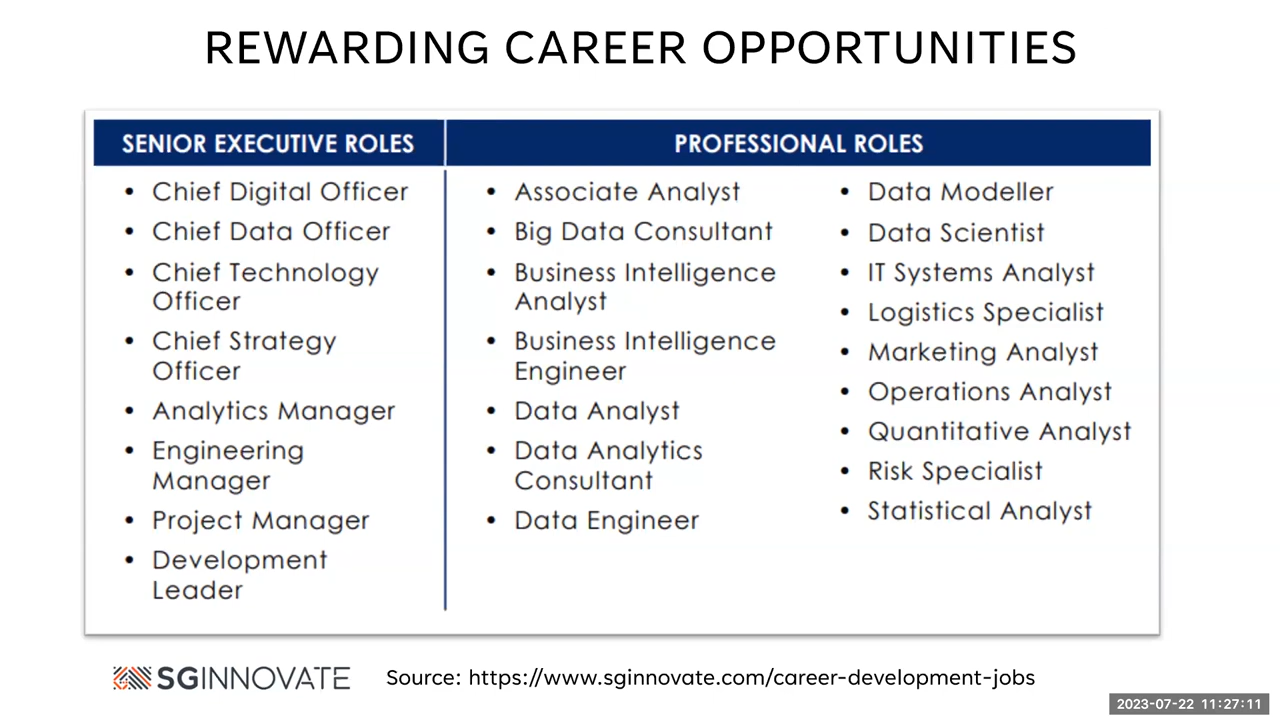 REWARDING CAREER OPPORTUNITIES
SENIOR EXECUTIVE ROLES
• Chief Digital Officer
• Chief Data Officer
• Chief Technology
Officer
• Chief Strategy
Officer
• Analytics Manager
• Engineering
Manager
• Project Manager
• Development
Leader
PROFESSIONAL ROLES
• Associate Analyst
• Big Data Consultant
• Business Intelligence
Analyst
• Business Intelligence
Engineer
• Data Analyst
• Data Analytics
Consultant
• Data Engineer
• Data Modeller
• Data Scientist
• IT Systems Analyst
• Logistics Specialist
• Marketing Analyst
• Operations Analyst
• Quantitative Analyst
• Risk Specialist
• Statistical Analyst
SGINNOVATE
Source: https://www.sginnovate.com/career-development-jobs
2023-07-22 11:27:11